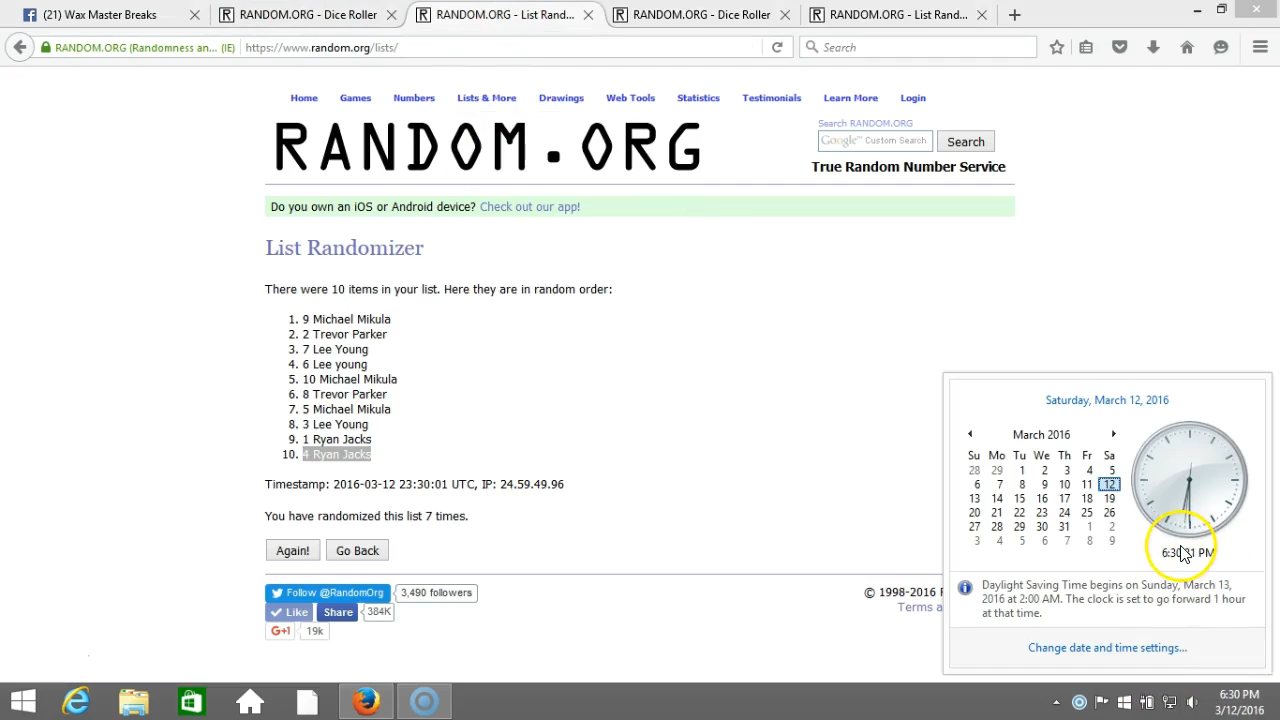 (21) Wax Master Breaks
RANDOM.ORG - Dice Roller
RANDOM.ORG - List Rand...
RANDOM.ORG - Dice Roller
RANDOM.ORG - List Ran...
RANDOM.ORG (Randomness an... (IE)
https://www.random.org/lists/
Search
Home Games Numbers Lists & More Drawings Web Tools Statistics Testimonials Learn More Login
Search RANDOM.ORG
Google™ Custom Search
Search
RANDOM.ORG
True Random Number Service
Do you own an iOS or Android device? Check out our app!
List Randomizer
There were 10 items in your list. Here they are in random order:
1. 9 Michael Mikula
2. 2 Trevor Parker
3. 7 Lee Young
4. 6 Lee young
5. 10 Michael Mikula
6. 8 Trevor Parker
7. 5 Michael Mikula
8. 3 Lee Young
9. 1 Ryan Jacks
10. 4 Ryan Jacks
Timestamp: 2016-03-12 23:30:01 UTC, IP: 24.59.49.96
You have randomized this list 7 times.
Again!
Go Back
Follow @RandomOrg
3,490 followers
Like
Share
384K
G+1
19k
© 1998-2016
Terms
Saturday, March 12, 2016
March 2016
Su Mo Tu We Th Fr Sa
28 29 1 2 3 4 5
6 7 8 9 10 11 12
13 14 15 16 17 18 19
20 21 22 23 24 25 26
27 28 29 30 31 1 2
3 4 5 6 7 8 9
PM
Daylight Saving Time begins on Sunday, March 13,
2016 at 2:00 AM. The clock is set to go forward 1 hour
at that time.
Change date and time settings...
6:30 PM
3/12/2016